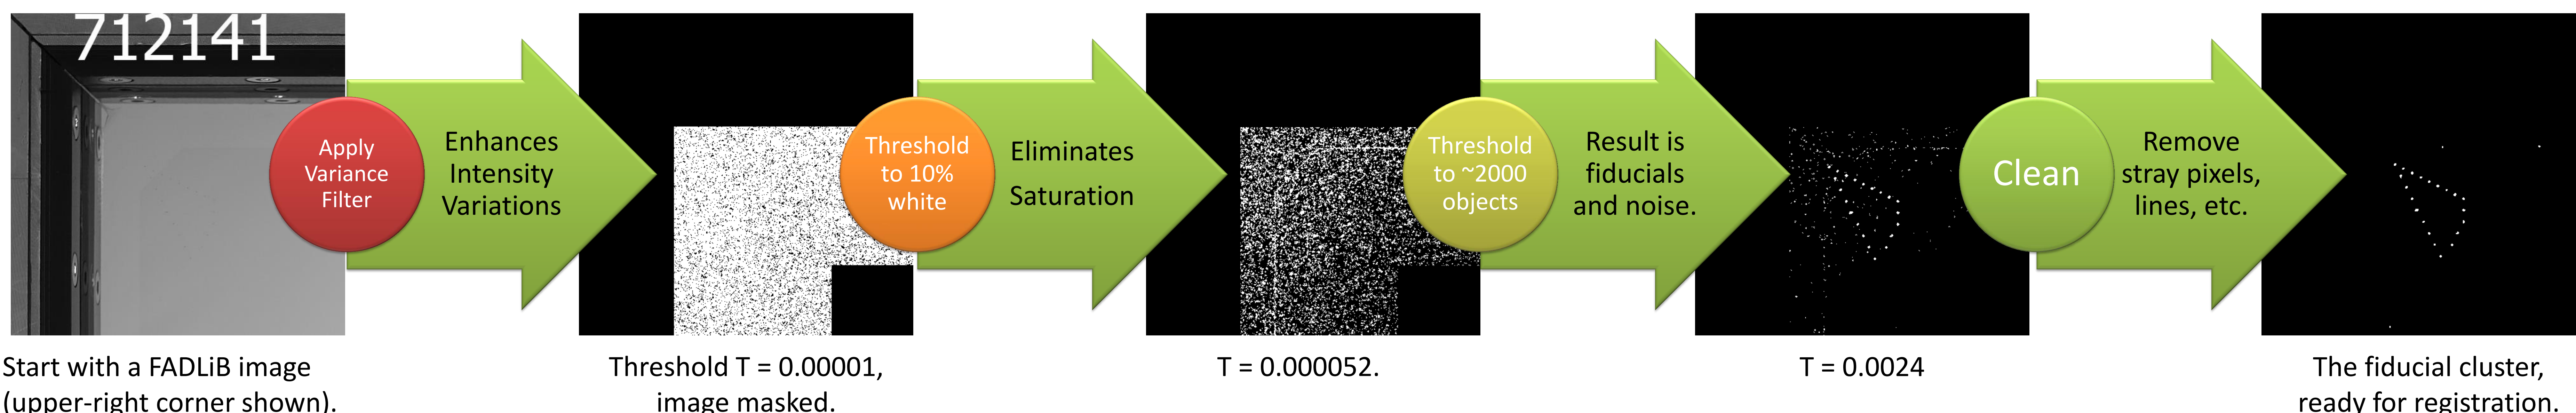 712141
Apply
Variance
Filter
Enhances
Intensity
Variations
Threshold
to 10%
white
Eliminates
Saturation
Threshold
to ~2000
objects
Result is
fiducials
and noise.
Clean
Remove
stray pixels,
lines, etc.
Start with a FADLiB image
(upper-right corner shown).
Threshold T = 0.00001,
image masked.
T = 0.000052.
T = 0.0024
The fiducial cluster,
ready for registration.